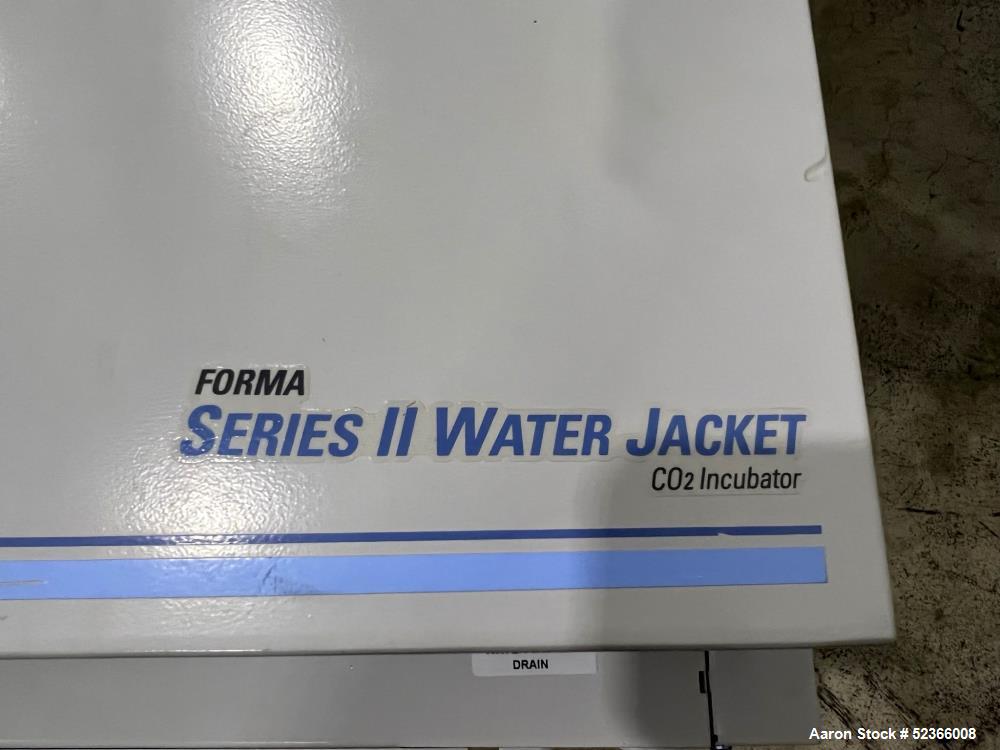 FORMA
SERIES II WATER JACKET
CO2 Incubator
DRAIN
Aaron Stock # 52366008